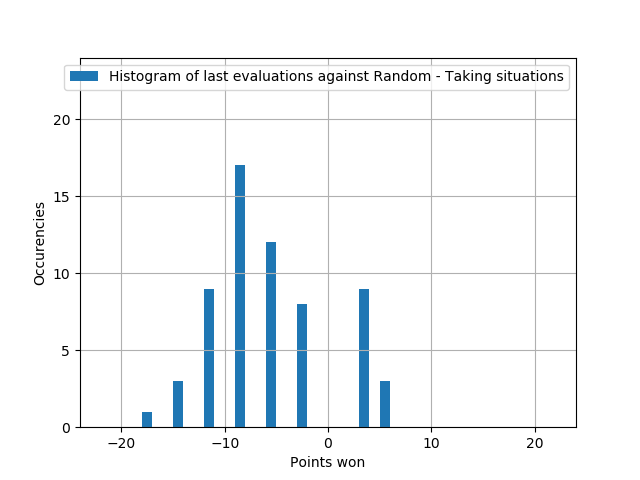 Histogram of last evaluations against Random - Taking situations
20
15
10
5
0
Occurencies
−20 −10 0 10 20
Points won